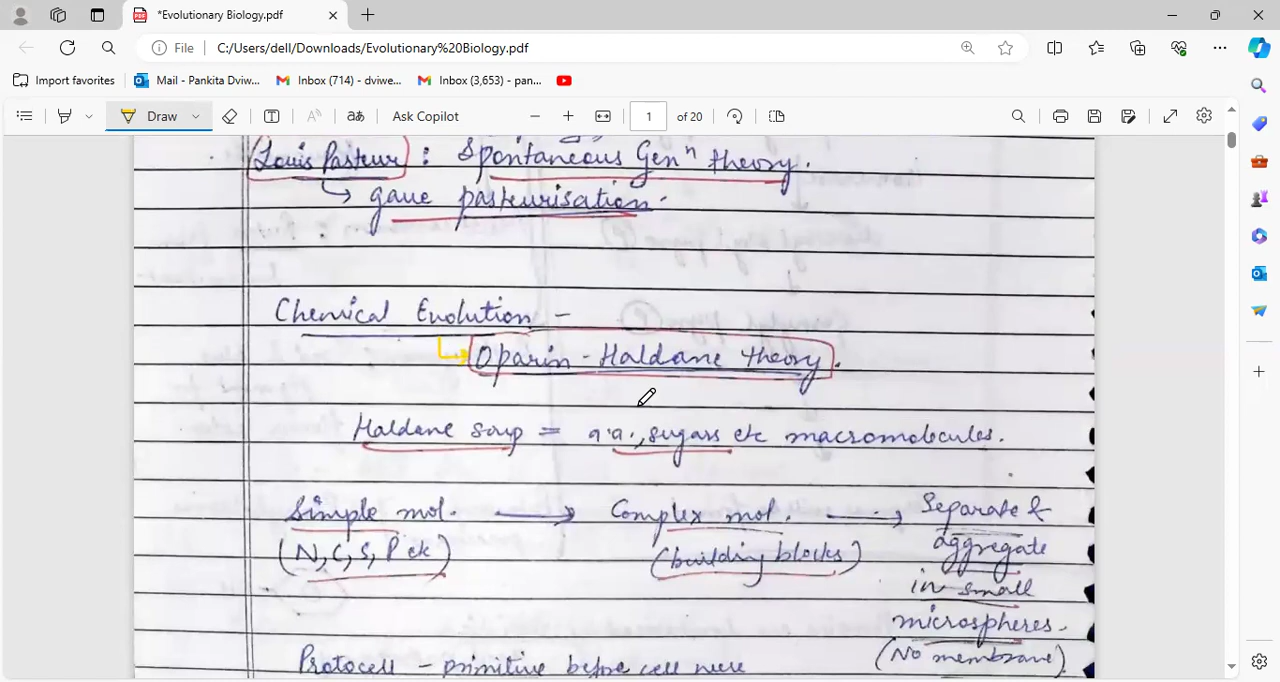 *Evolutionary Biology.pdf
File C:/Users/dell/Downloads/Evolutionary%20Biology.pdf
Import favorites Mail - Pankita Dviw... Inbox (714) - dviwe... Inbox (3,653) - pan...
Draw Ask Copilot 1 of 20
Louis Pasteur : Spontaneous Genⁿ theory.
↳ gave pasteurisation.
Chemical Evolution -
↳ Oparin - Haldane theory.
Haldane soup = a.a., sugars etc macromolecules.
Simple mol. → Complex mol. → Separate &
(N, C, S, P etc) (building blocks) aggregate
in small
microspheres.
Protocell - primitive before cell were (No membrane)